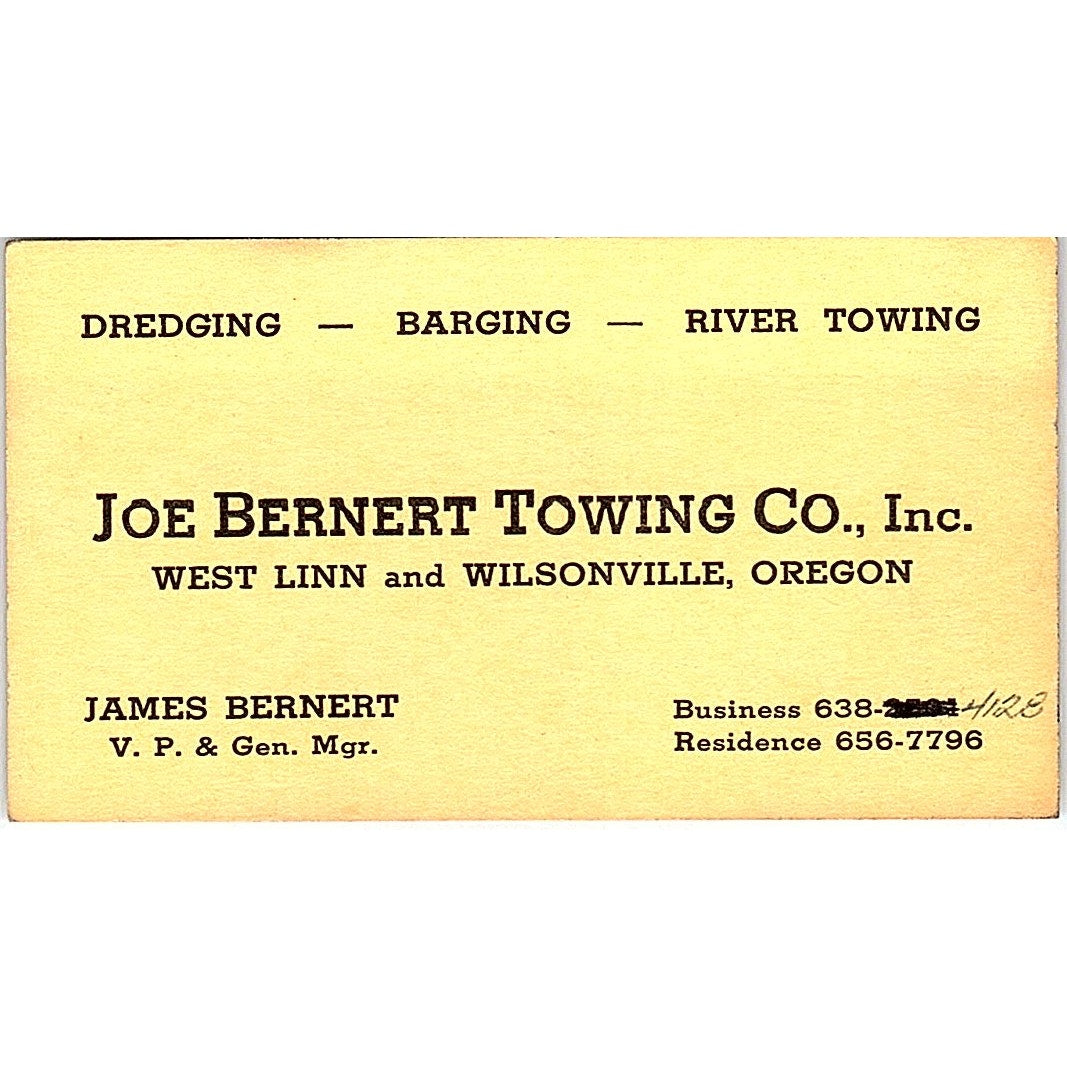 DREDGING — BARGING — RIVER TOWING
JOE BERNERT TOWING CO., Inc.
WEST LINN and WILSONVILLE, OREGON
JAMES BERNERT
V. P. & Gen. Mgr.
Business 638- 4128
Residence 656-7796